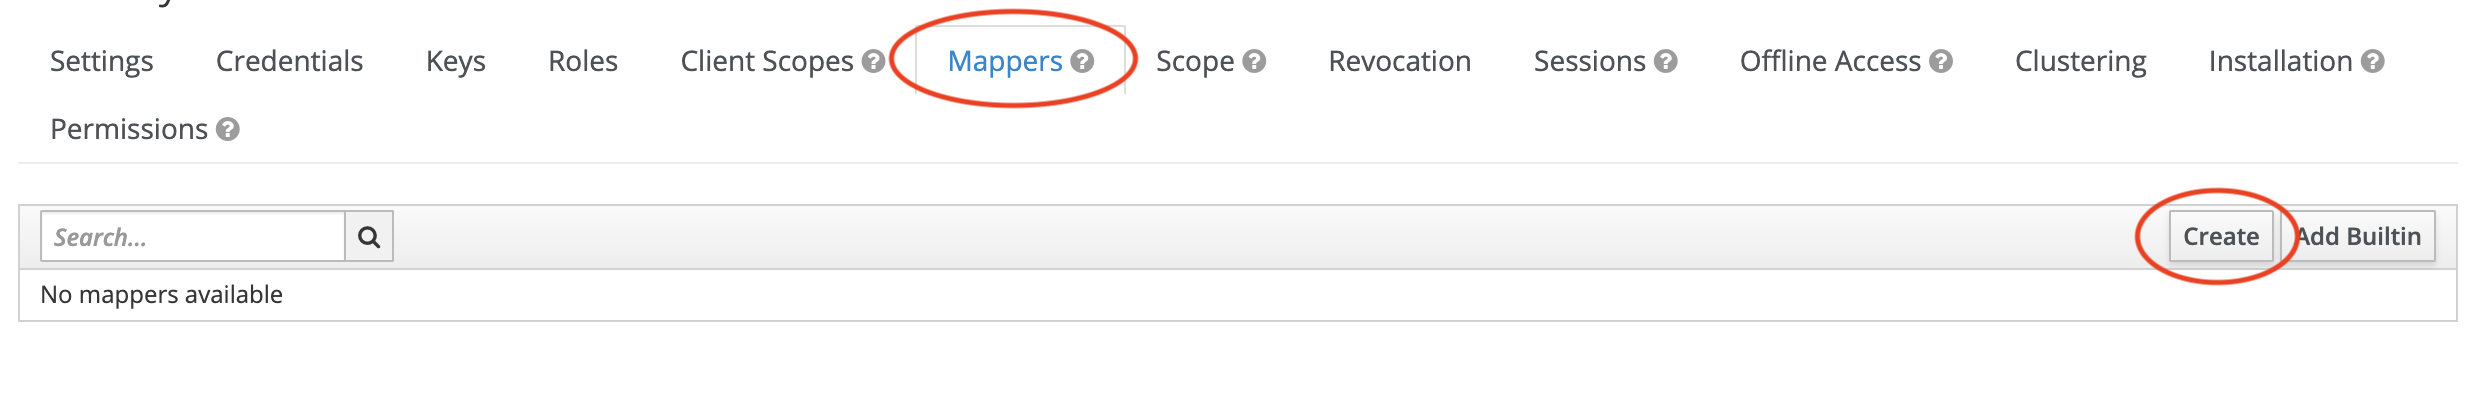 Settings Credentials Keys Roles Client Scopes Mappers Scope Revocation Sessions Offline Access Clustering Installation
Permissions
Search... Create Add Builtin
No mappers available